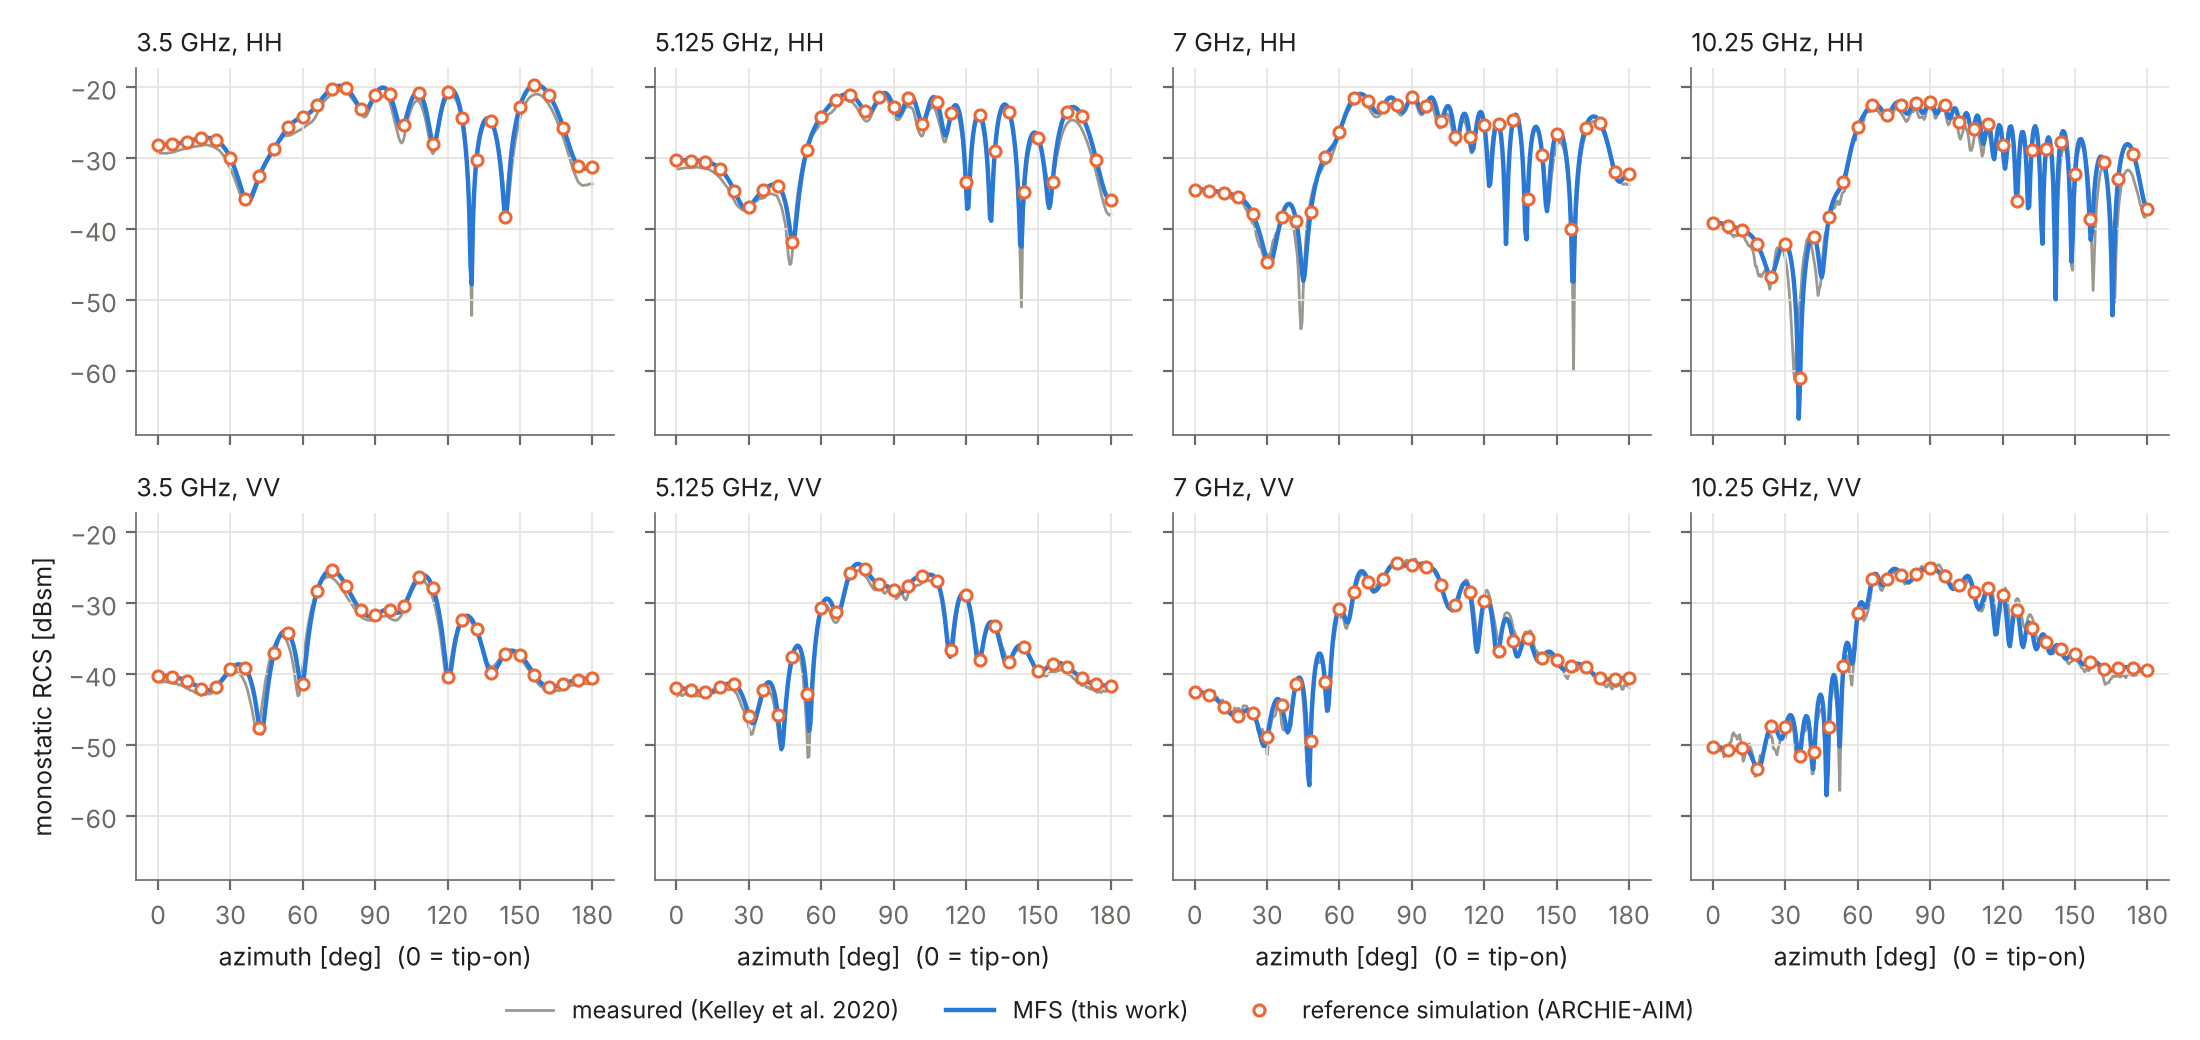 3.5 GHz, HH
5.125 GHz, HH
7 GHz, HH
10.25 GHz, HH
−20
−30
−40
−50
−60
3.5 GHz, VV
5.125 GHz, VV
7 GHz, VV
10.25 GHz, VV
monostatic RCS [dBsm]
−20
−30
−40
−50
−60
0 30 60 90 120 150 180
0 30 60 90 120 150 180
0 30 60 90 120 150 180
0 30 60 90 120 150 180
azimuth [deg] (0 = tip-on)
azimuth [deg] (0 = tip-on)
azimuth [deg] (0 = tip-on)
azimuth [deg] (0 = tip-on)
measured (Kelley et al. 2020)
MFS (this work)
reference simulation (ARCHIE-AIM)